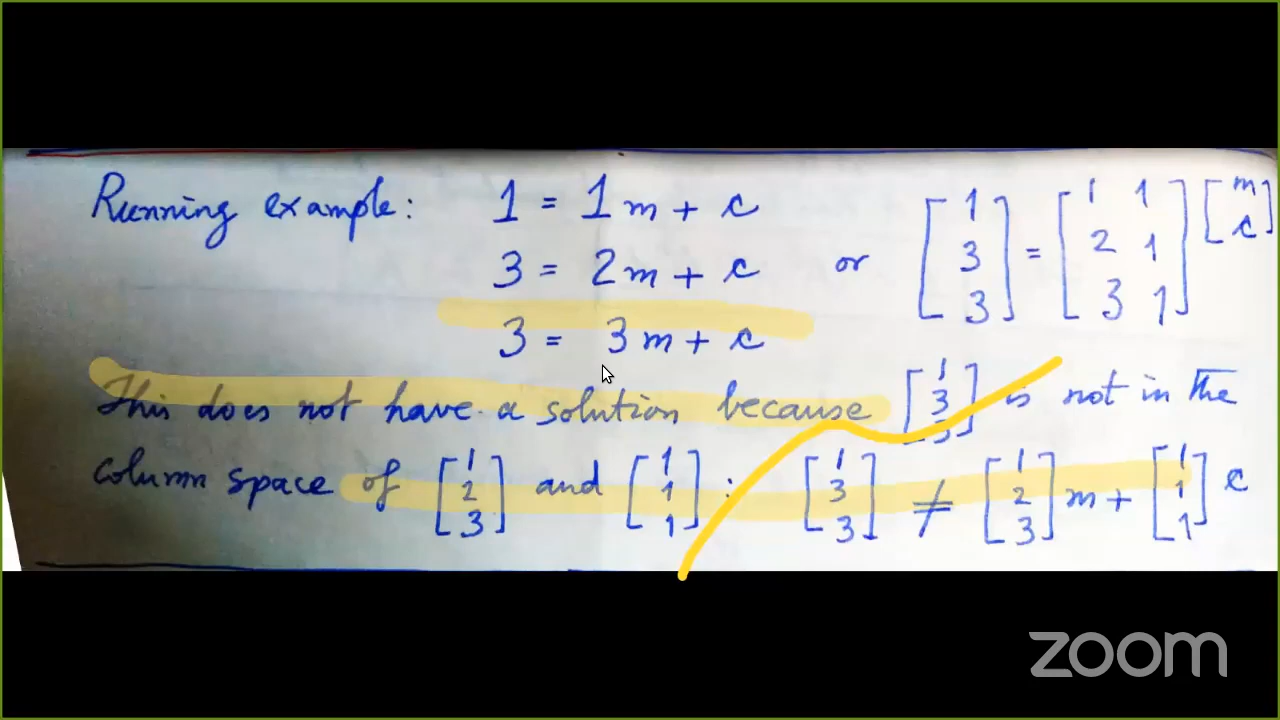 Running example: 1 = 1m + c
3 = 2m + c or [1 3 3] = [1 1 2 1 3 1] [m c]
3 = 3m + c
This does not have a solution because [1 3 3] is not in the
column space of [1 2 3] and [1 1 1] : [1 3 3] ≠ [1 2 3] m + [1 1 1] c
zoom